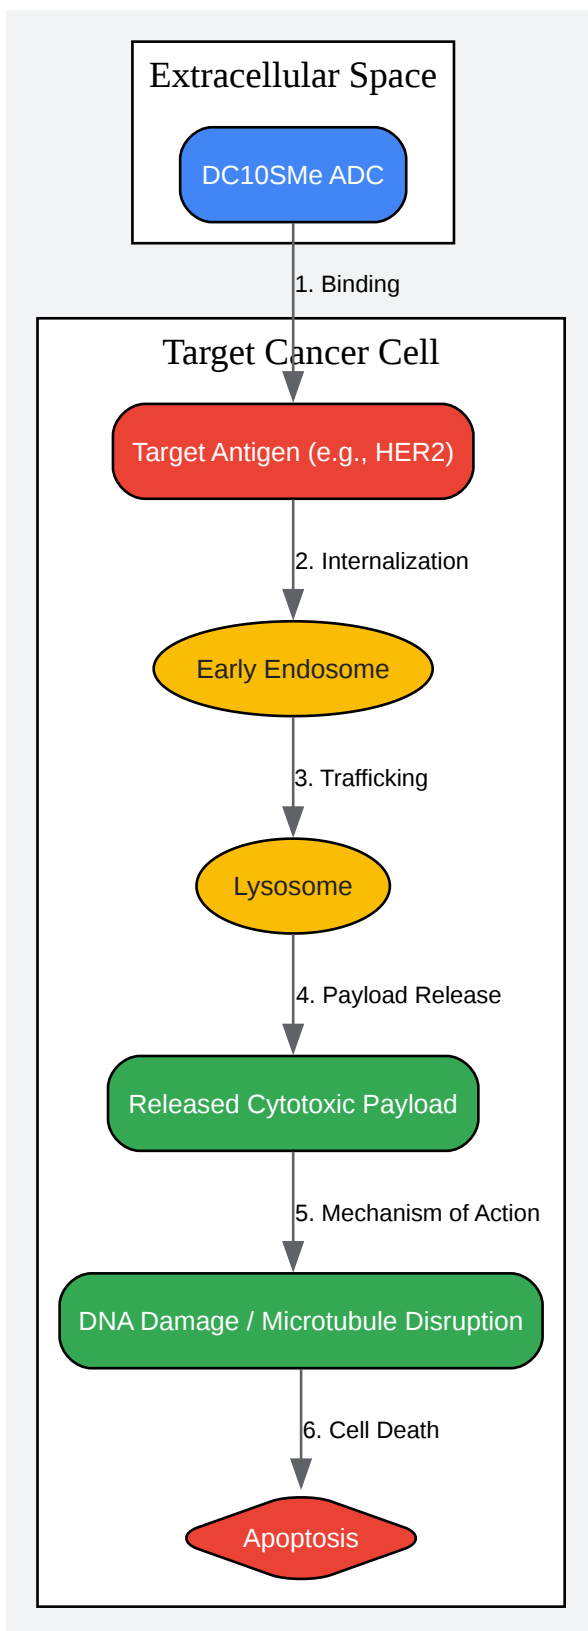 Extracellular Space
DC10SMe ADC
1. Binding
Target Cancer Cell
Target Antigen (e.g., HER2)
2. Internalization
Early Endosome
3. Trafficking
Lysosome
4. Payload Release
Released Cytotoxic Payload
5. Mechanism of Action
DNA Damage / Microtubule Disruption
6. Cell Death
Apoptosis